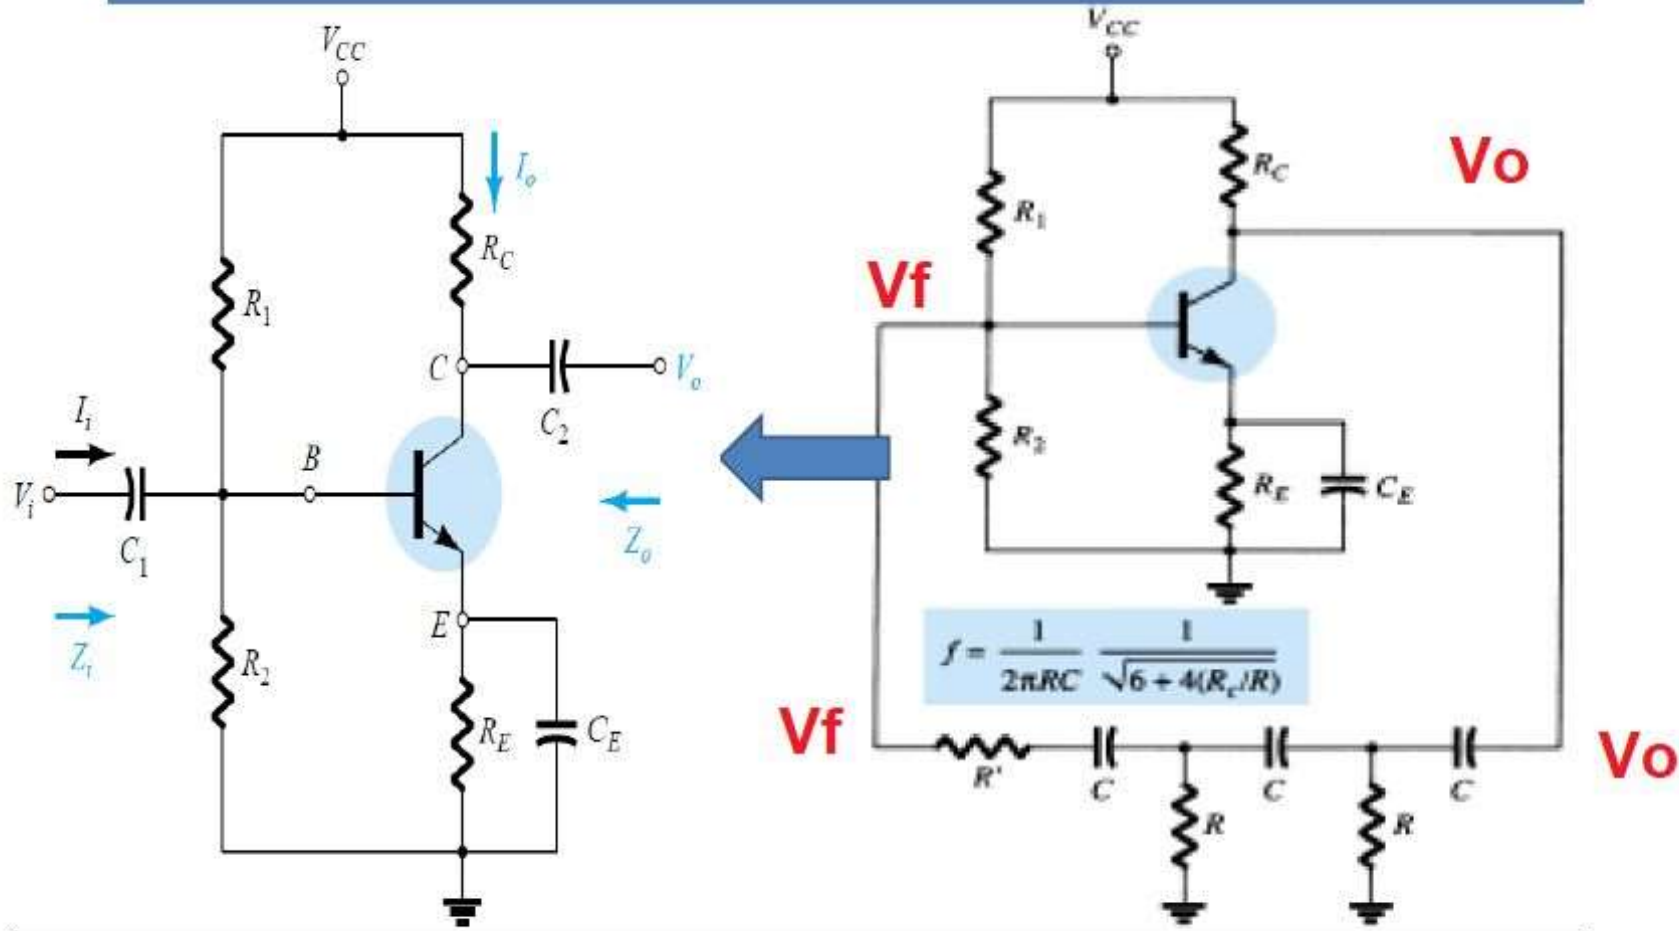 V_CC
I_o
R_C
R_1
C
V_o
C_2
I_i
B
V_i
C_1
Z_o
Z_i
E
R_2
R_E
C_E
V_CC
Vo
R_C
R_1
Vf
R_2
R_E
C_E
f = 1/(2πRC) 1/√(6 + 4(R_c/R))
Vf
Vo
R'
C
C
C
R
R